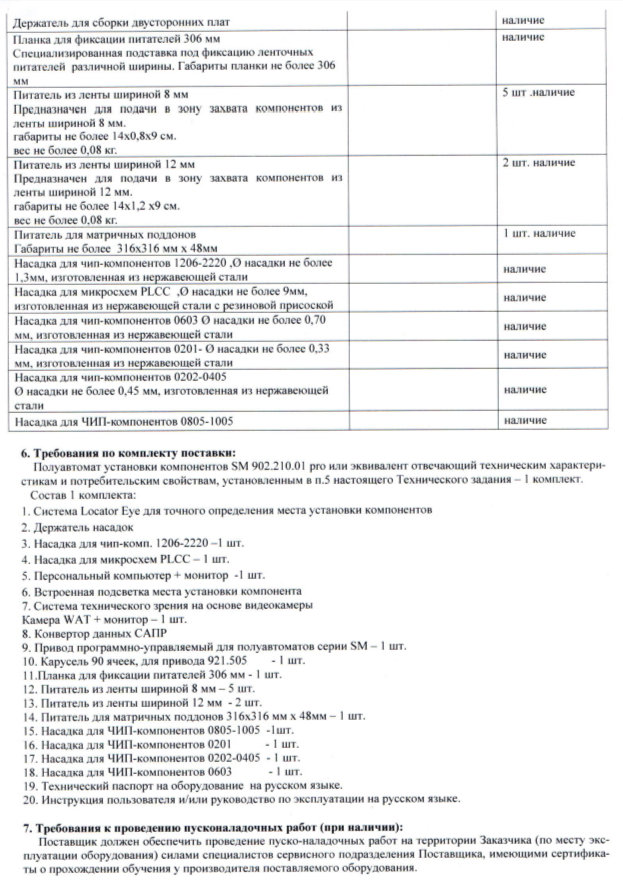 Держатель для сборки двусторонних плат
наличие
Планка для фиксации питателей 306 мм
наличие
Специализированная подставка под фиксацию ленточных
питателей различной ширины. Габариты планки не более 306
мм
Питатель из ленты шириной 8 мм
5 шт .наличие
Предназначен для подачи в зону захвата компонентов из
ленты шириной 8 мм.
габариты не более 14х0,8х9 см.
вес не более 0,08 кг.
Питатель из ленты шириной 12 мм
2 шт. наличие
Предназначен для подачи в зону захвата компонентов из
ленты шириной 12 мм.
габариты не более 14х1,2 х9 см.
вес не более 0,08 кг.
Питатель для матричных поддонов
1 шт. наличие
Габариты не более 316х316 мм х 48мм
Насадка для чип-компонентов 1206-2220 ,Ø насадки не более
1,3мм, изготовленная из нержавеющей стали
наличие
Насадка для микросхем PLCC ,Ø насадки не более 9мм,
изготовленная из нержавеющей стали с резиновой присоской
наличие
Насадка для чип-компонентов 0603 Ø насадки не более 0,70
мм, изготовленная из нержавеющей стали
наличие
Насадка для чип-компонентов 0201- Ø насадки не более 0,33
мм, изготовленная из нержавеющей стали
наличие
Насадка для чип-компонентов 0202-0405
Ø насадки не более 0,45 мм, изготовленная из нержавеющей
стали
наличие
Насадка для ЧИП-компонентов 0805-1005
наличие
6. Требования по комплекту поставки:
Полуавтомат установки компонентов SM 902.210.01 pro или эквивалент отвечающий техническим характери-
стикам и потребительским свойствам, установленным в п.5 настоящего Технического задания – 1 комплект.
Состав 1 комплекта:
1. Система Locator Eye для точного определения места установки компонентов
2. Держатель насадок
3. Насадка для чип-комп. 1206-2220 –1 шт.
4. Насадка для микросхем PLCC – 1 шт.
5. Персональный компьютер + монитор -1 шт.
6. Встроенная подсветка места установки компонента
7. Система технического зрения на основе видеокамеры
Камера WAT + монитор – 1 шт.
8. Конвертор данных САПР
9. Привод программно-управляемый для полуавтоматов серии SM – 1 шт.
10. Карусель 90 ячеек, для привода 921.505 - 1 шт.
11.Планка для фиксации питателей 306 мм - 1 шт.
12. Питатель из ленты шириной 8 мм – 5 шт.
13. Питатель из ленты шириной 12 мм - 2 шт.
14. Питатель для матричных поддонов 316х316 мм х 48мм – 1 шт.
15. Насадка для ЧИП-компонентов 0805-1005 -1шт.
16. Насадка для ЧИП-компонентов 0201 - 1 шт.
17. Насадка для ЧИП-компонентов 0202-0405 - 1 шт.
18. Насадка для ЧИП-компонентов 0603 - 1 шт.
19. Технический паспорт на оборудование на русском языке.
20. Инструкция пользователя и/или руководство по эксплуатации на русском языке.
7. Требования к проведению пусконаладочных работ (при наличии):
Поставщик должен обеспечить проведение пуско-наладочных работ на территории Заказчика (по месту экс-
плуатации оборудования) силами специалистов сервисного подразделения Поставщика, имеющими сертифика-
ты о прохождении обучения у производителя поставляемого оборудования.